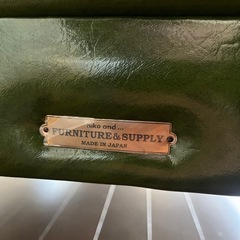 niko and ...
FURNITURE & SUPPLY
MADE IN JAPAN